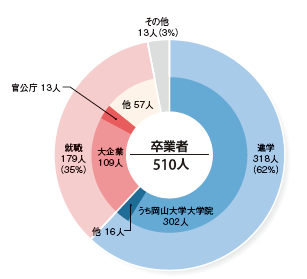 その他
13人(3%)
官公庁 13人
他 57人
就職
179人
(35%)
大企業
109人
卒業者
510人
進学
318人
(62%)
うち岡山大学大学院
302人
他 16人